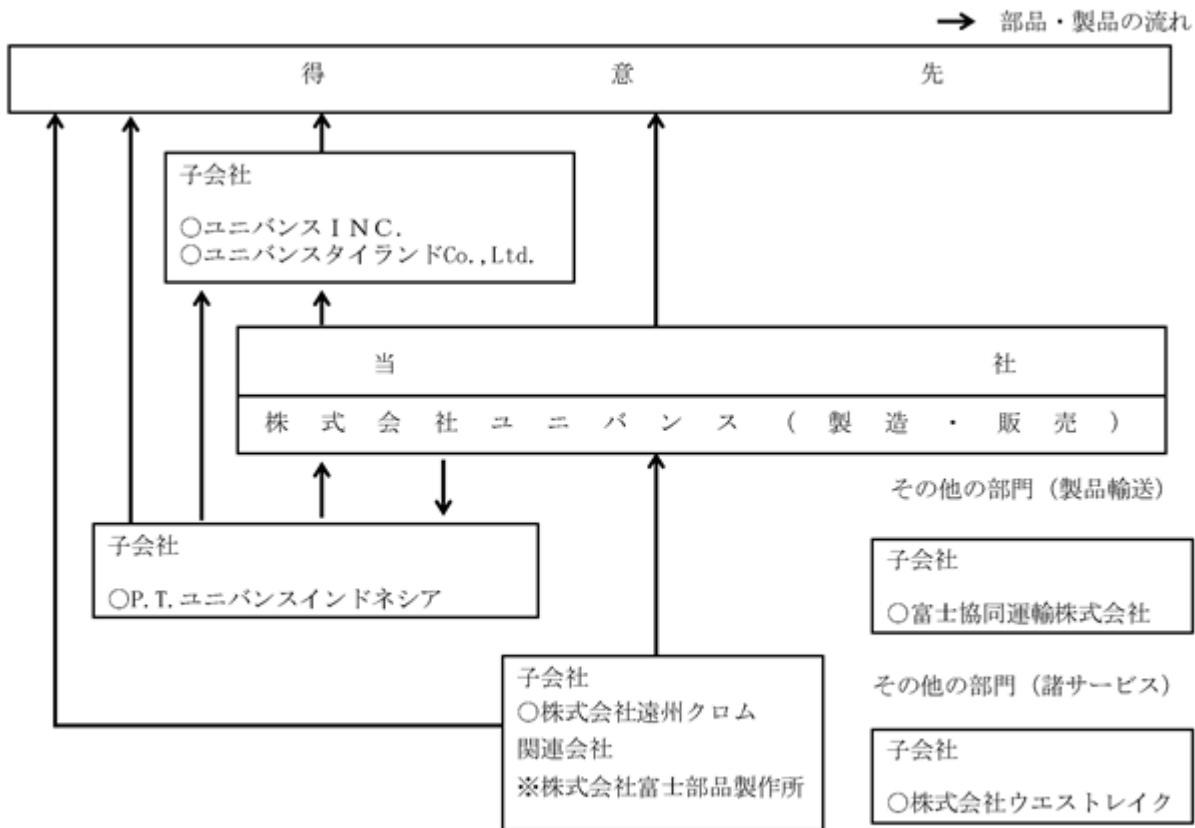 部品・製品の流れ
得意先
子会社
○ユニバンスＩＮＣ.
○ユニバンスタイランドCo.,Ltd.
当社
株式会社ユニバンス（製造・販売）
その他の部門（製品輸送）
子会社
○P.T.ユニバンスインドネシア
子会社
○富士協同運輸株式会社
その他の部門（諸サービス）
子会社
○株式会社遠州クロム
関連会社
※株式会社富士部品製作所
子会社
○株式会社ウエストレイク